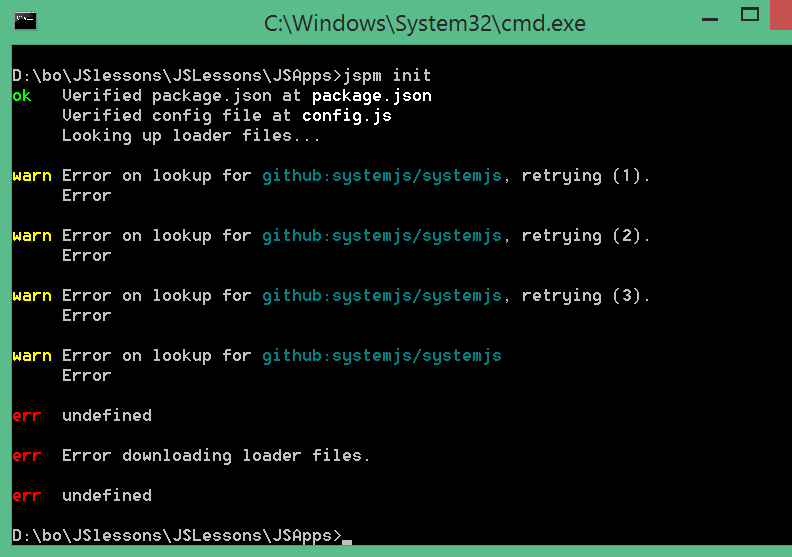 C:\Windows\System32\cmd.exe
D:\bo\JSlessons\JSLessons\JSApps>jspm init
ok   Verified package.json at package.json
     Verified config file at config.js
     Looking up loader files...
warn Error on lookup for github:systemjs/systemjs, retrying (1).
     Error
warn Error on lookup for github:systemjs/systemjs, retrying (2).
     Error
warn Error on lookup for github:systemjs/systemjs, retrying (3).
     Error
warn Error on lookup for github:systemjs/systemjs
     Error
err  undefined
err  Error downloading loader files.
err  undefined
D:\bo\JSlessons\JSLessons\JSApps>